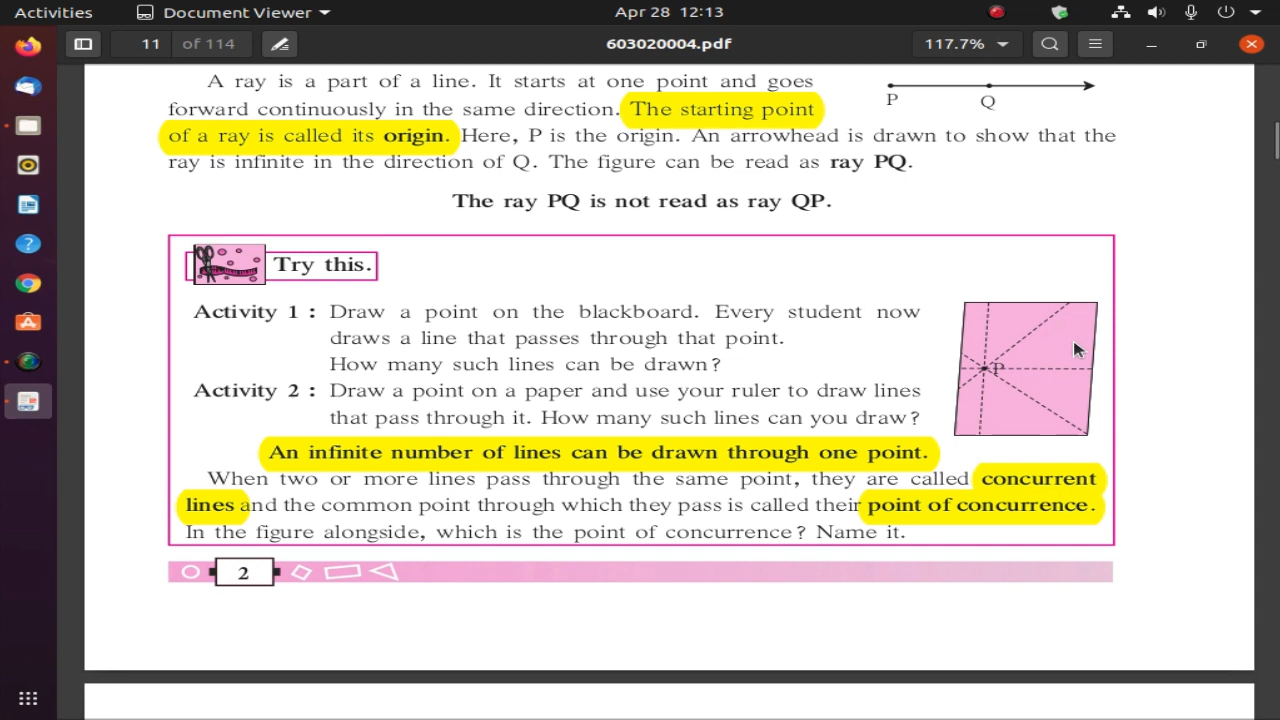 Activities
Document Viewer
Apr 28 12:13
11 of 114
603020004.pdf
117.7%
A ray is a part of a line. It starts at one point and goes
forward continuously in the same direction. The starting point
of a ray is called its origin. Here, P is the origin. An arrowhead is drawn to show that the
ray is infinite in the direction of Q. The figure can be read as ray PQ.
P Q
The ray PQ is not read as ray QP.
Try this.
Activity 1 : Draw a point on the blackboard. Every student now
draws a line that passes through that point.
How many such lines can be drawn?
Activity 2 : Draw a point on a paper and use your ruler to draw lines
that pass through it. How many such lines can you draw?
P
An infinite number of lines can be drawn through one point.
When two or more lines pass through the same point, they are called concurrent
lines and the common point through which they pass is called their point of concurrence.
In the figure alongside, which is the point of concurrence? Name it.
2